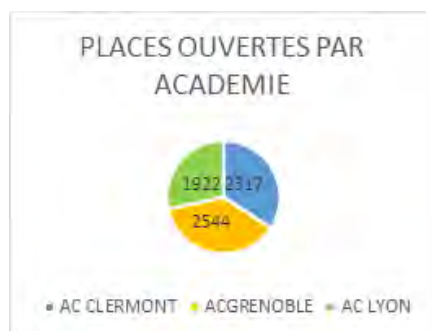 PLACES OUVERTES PAR
ACADEMIE
1922 2317
2544
AC CLERMONT ACGRENOBLE AC LYON